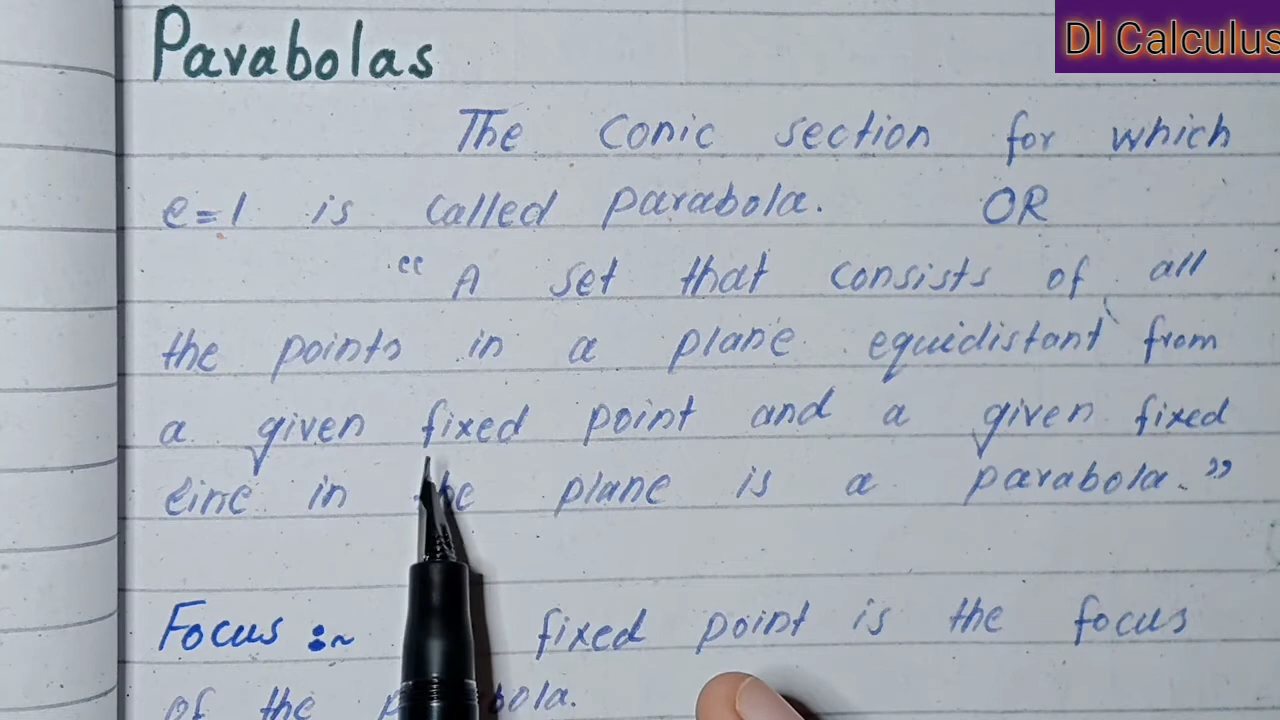 Parabolas
DI Calculus
The conic section for which
e=1 is called parabola. OR
“ A set that consists of all
the points in a plane equidistant from
a given fixed point and a given fixed
line in the plane is a parabola.”
Focus :~ fixed point is the focus
of the